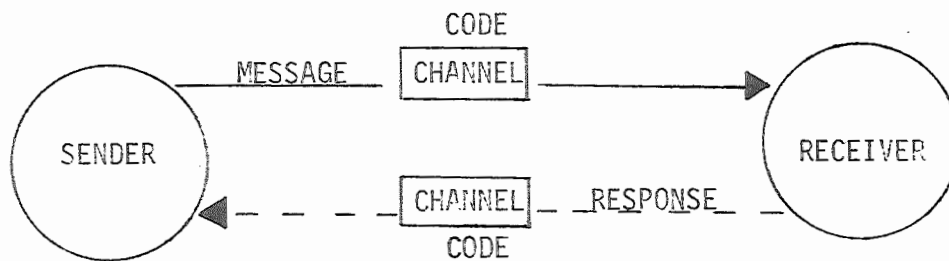 CODE
MESSAGE CHANNEL
SENDER RECEIVER
CHANNEL RESPONSE
CODE